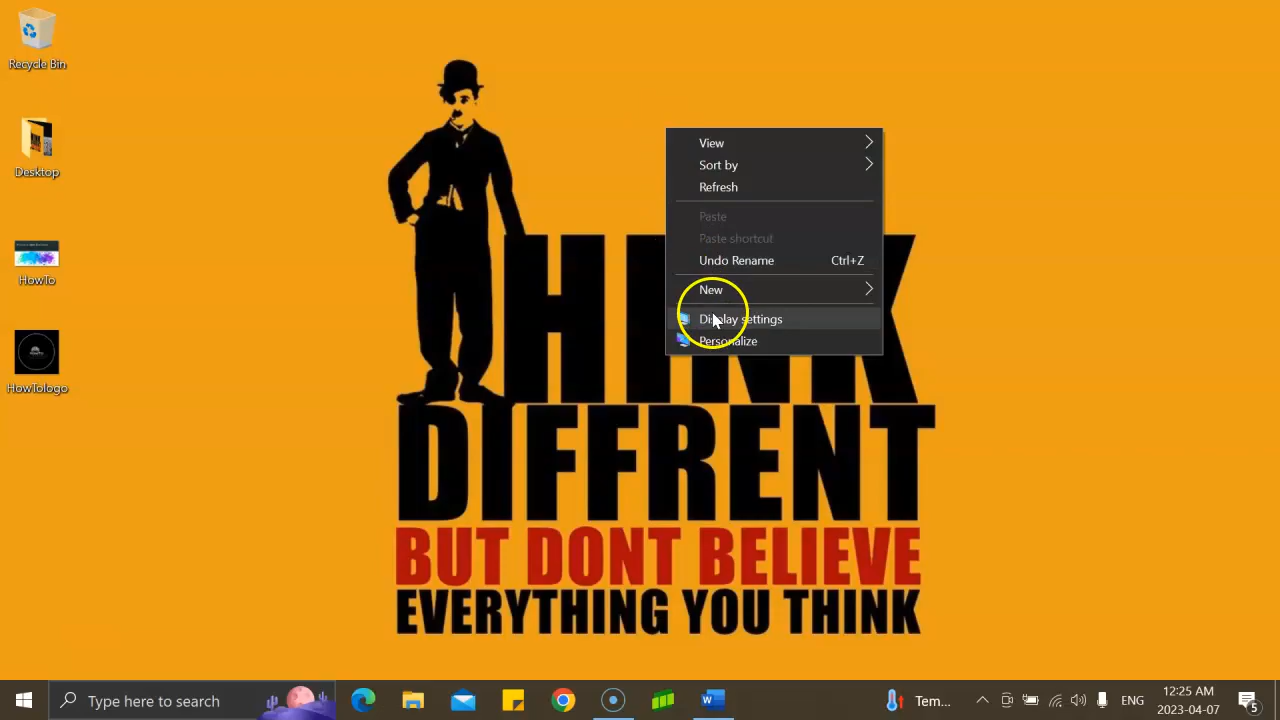 Recycle Bin
Desktop
HowTo
HowTologo
View
Sort by
Refresh
Paste
Paste shortcut
Undo Rename Ctrl+Z
New
Display settings
Personalize
HINK
DIFFRENT
BUT DONT BELIEVE
EVERYTHING YOU THINK
Type here to search
Tem...
ENG
12:25 AM
2023-04-07
5